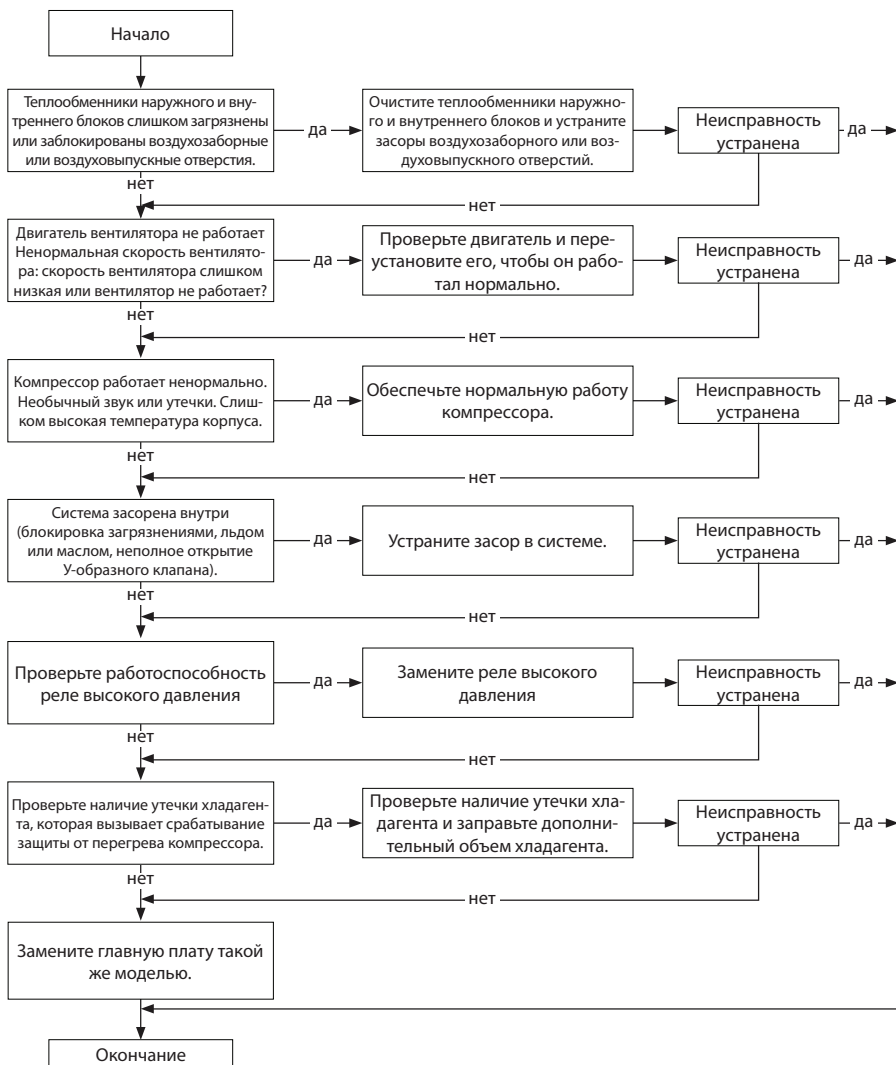 Начало
Теплообменники наружного и вну-
треннего блоков слишком загрязнены
или заблокированы воздухозаборные
или воздуховыпускные отверстия.
да
Очистите теплообменники наружно-
го и внутреннего блоков и устраните
засоры воздухозаборного или воз-
духовыпускного отверстий.
Неисправность
устранена
да
нет
нет
Двигатель вентилятора не работает
Ненормальная скорость вентилято-
ра: скорость вентилятора слишком
низкая или вентилятор не работает?
да
Проверьте двигатель и пере-
установите его, чтобы он рабо-
тал нормально.
Неисправность
устранена
да
нет
нет
Компрессор работает ненормально.
Необычный звук или утечки. Слиш-
ком высокая температура корпуса.
да
Обеспечьте нормальную работу
компрессора.
Неисправность
устранена
да
нет
нет
Система засорена внутри
(блокировка загрязнениями, льдом
или маслом, неполное открытие
У-образного клапана).
да
Устраните засор в системе.
Неисправность
устранена
да
нет
нет
Проверьте работоспособность
реле высокого давления
да
Замените реле высокого
давления
Неисправность
устранена
да
нет
нет
Проверьте наличие утечки хладаген-
та, которая вызывает срабатывание
защиты от перегрева компрессора.
да
Проверьте наличие утечки хла-
дагента и заправьте дополни-
тельный объем хладагента.
Неисправность
устранена
да
нет
нет
Замените главную плату такой
же моделью.
Окончание